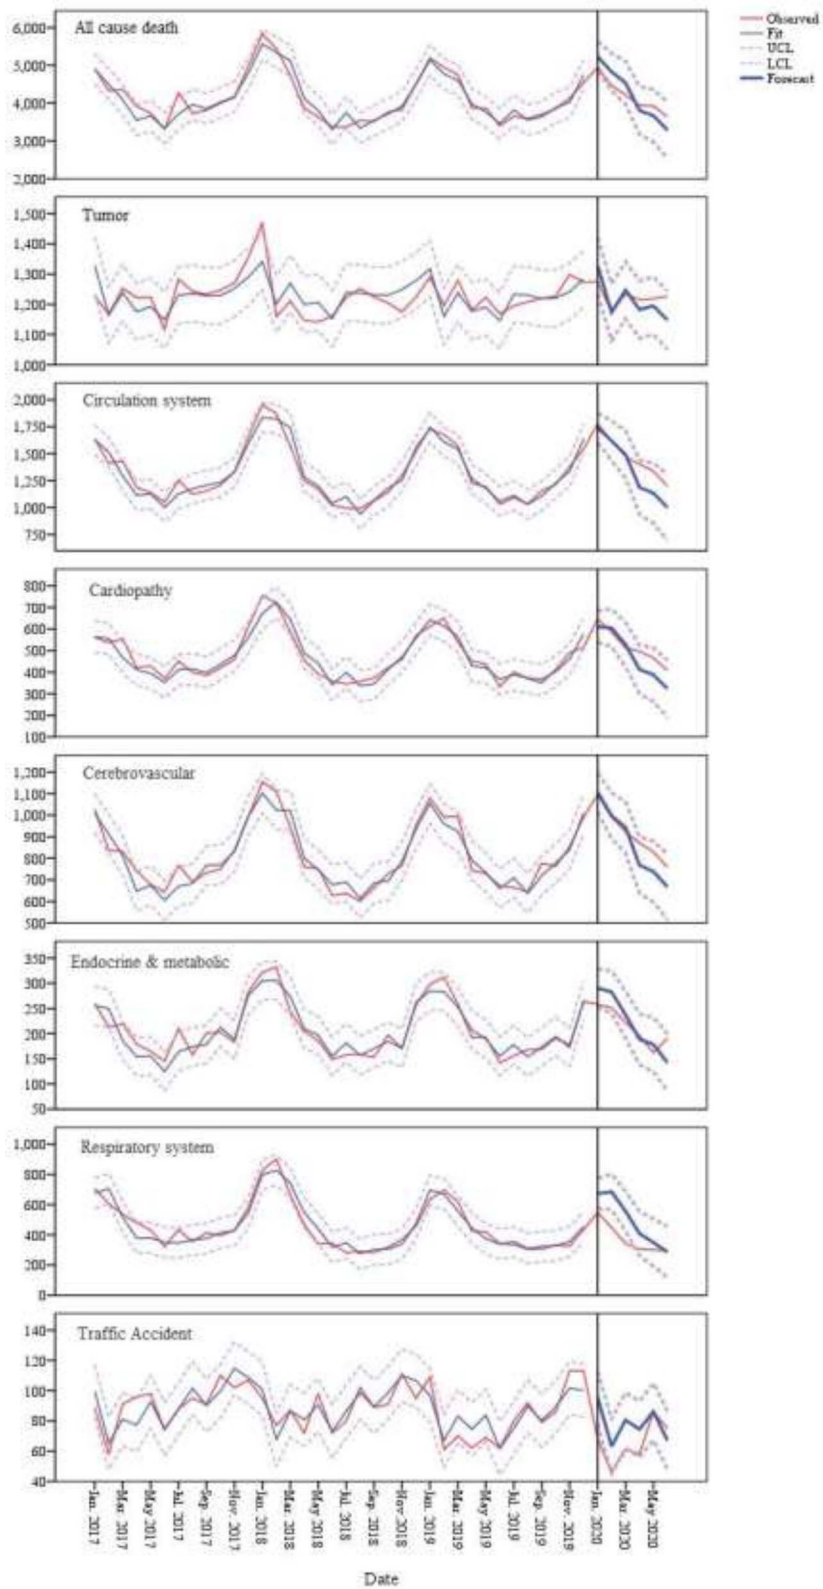 All cause death
Observed
Fit
UCL
LCL
Forecast
6,000
5,000
4,000
3,000
2,000
Tumor
1,500
1,400
1,300
1,200
1,100
1,000
Circulation system
2,000
1,750
1,500
1,250
1,000
750
Cardiopathy
800
700
600
500
400
300
200
100
Cerebrovascular
1,200
1,100
1,000
900
800
700
600
500
Endocrine & metabolic
350
300
250
200
150
100
50
Respiratory system
1,000
800
600
400
200
0
Traffic Accident
140
120
100
80
60
40
Jan. 2017
Mar. 2017
May 2017
Jul. 2017
Sep. 2017
Nov. 2017
Jan. 2018
Mar. 2018
May 2018
Jul. 2018
Sep. 2018
Nov 2018
Jan. 2019
Mar. 2019
May 2019
Jul. 2019
Sep. 2019
Nov. 2019
Jan. 2020
Mar. 2020
May 2020
Date